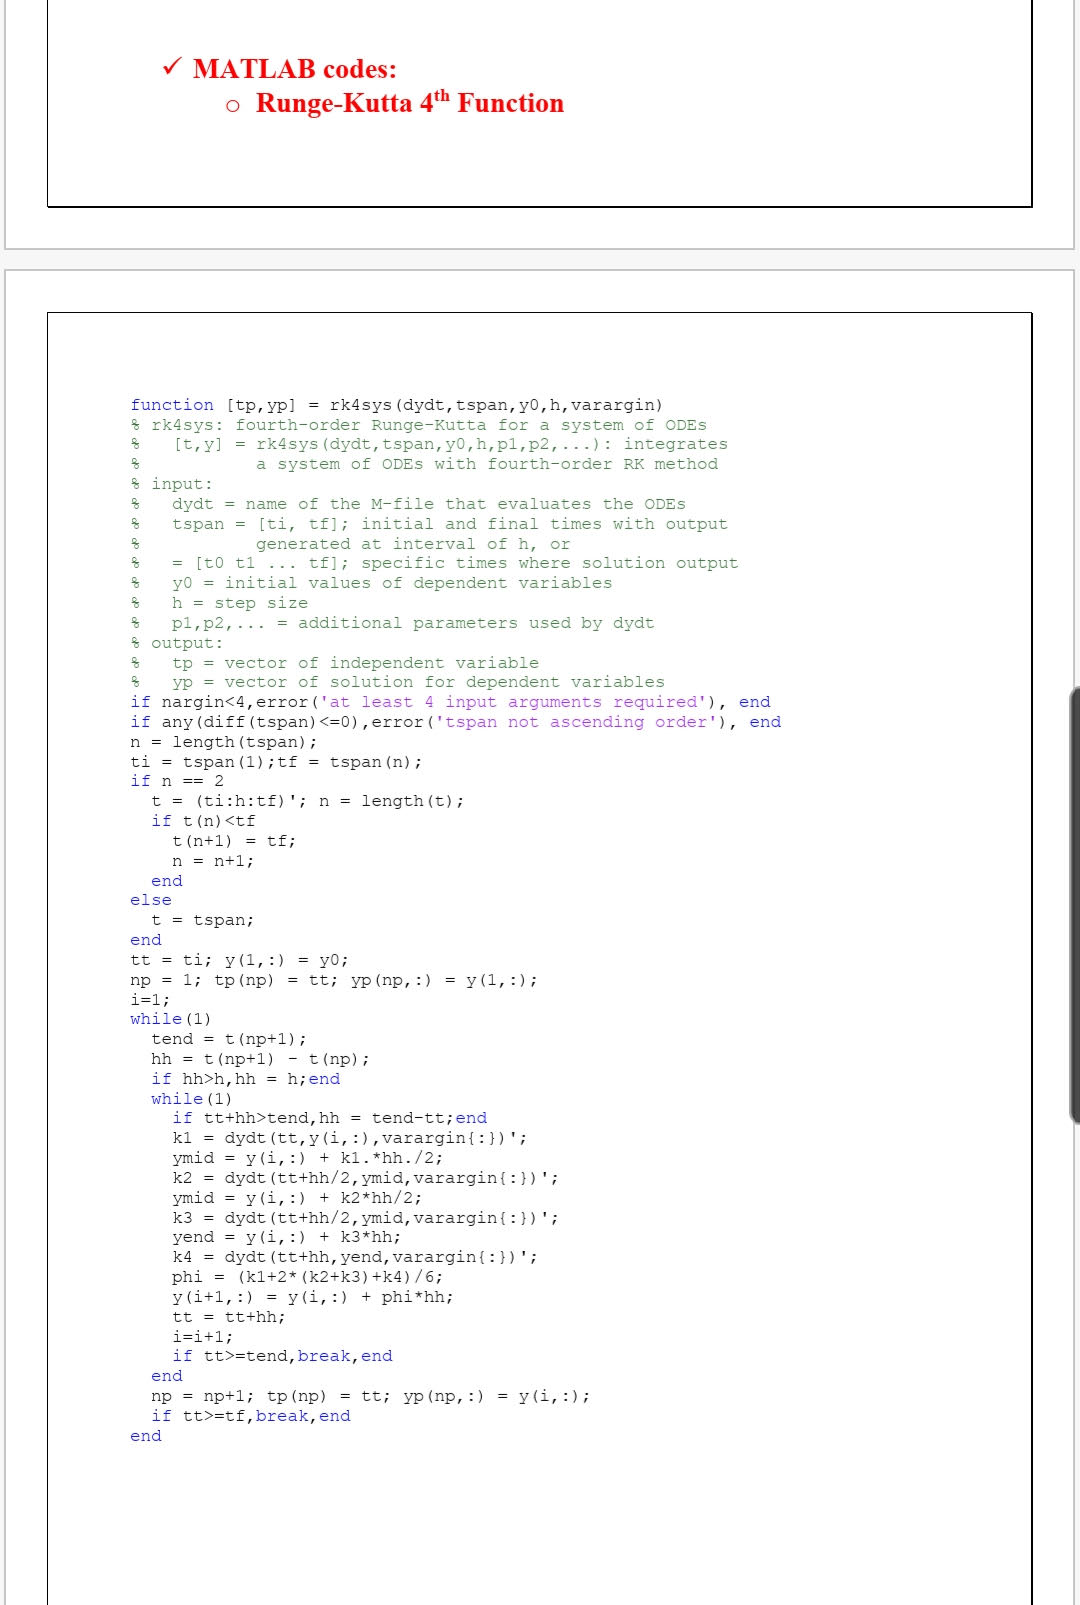 ✓ MATLAB codes:
o Runge-Kutta 4th Function
function [tp,yp] = rk4sys(dydt,tspan,y0,h,varargin)
% rk4sys: fourth-order Runge-Kutta for a system of ODEs
%   [t,y] = rk4sys(dydt,tspan,y0,h,p1,p2,...): integrates
%           a system of ODEs with fourth-order RK method
% input:
%   dydt = name of the M-file that evaluates the ODEs
%   tspan = [ti, tf]; initial and final times with output
%           generated at interval of h, or
%   = [t0 t1 ... tf]; specific times where solution output
%   y0 = initial values of dependent variables
%   h = step size
%   p1,p2,... = additional parameters used by dydt
% output:
%   tp = vector of independent variable
%   yp = vector of solution for dependent variables
if nargin<4,error('at least 4 input arguments required'), end
if any(diff(tspan)<=0),error('tspan not ascending order'), end
n = length(tspan);
ti = tspan(1);tf = tspan(n);
if n == 2
  t = (ti:h:tf)'; n = length(t);
  if t(n)<tf
    t(n+1) = tf;
    n = n+1;
  end
else
  t = tspan;
end
tt = ti; y(1,:) = y0;
np = 1; tp(np) = tt; yp(np,:) = y(1,:);
i=1;
while(1)
  tend = t(np+1);
  hh = t(np+1) - t(np);
  if hh>h,hh = h;end
  while(1)
    if tt+hh>tend,hh = tend-tt;end
    k1 = dydt(tt,y(i,:),varargin{:})';
    ymid = y(i,:) + k1.*hh./2;
    k2 = dydt(tt+hh/2,ymid,varargin{:})';
    ymid = y(i,:) + k2*hh/2;
    k3 = dydt(tt+hh/2,ymid,varargin{:})';
    yend = y(i,:) + k3*hh;
    k4 = dydt(tt+hh,yend,varargin{:})';
    phi = (k1+2*(k2+k3)+k4)/6;
    y(i+1,:) = y(i,:) + phi*hh;
    tt = tt+hh;
    i=i+1;
    if tt>=tend,break,end
  end
  np = np+1; tp(np) = tt; yp(np,:) = y(i,:);
  if tt>=tf,break,end
end